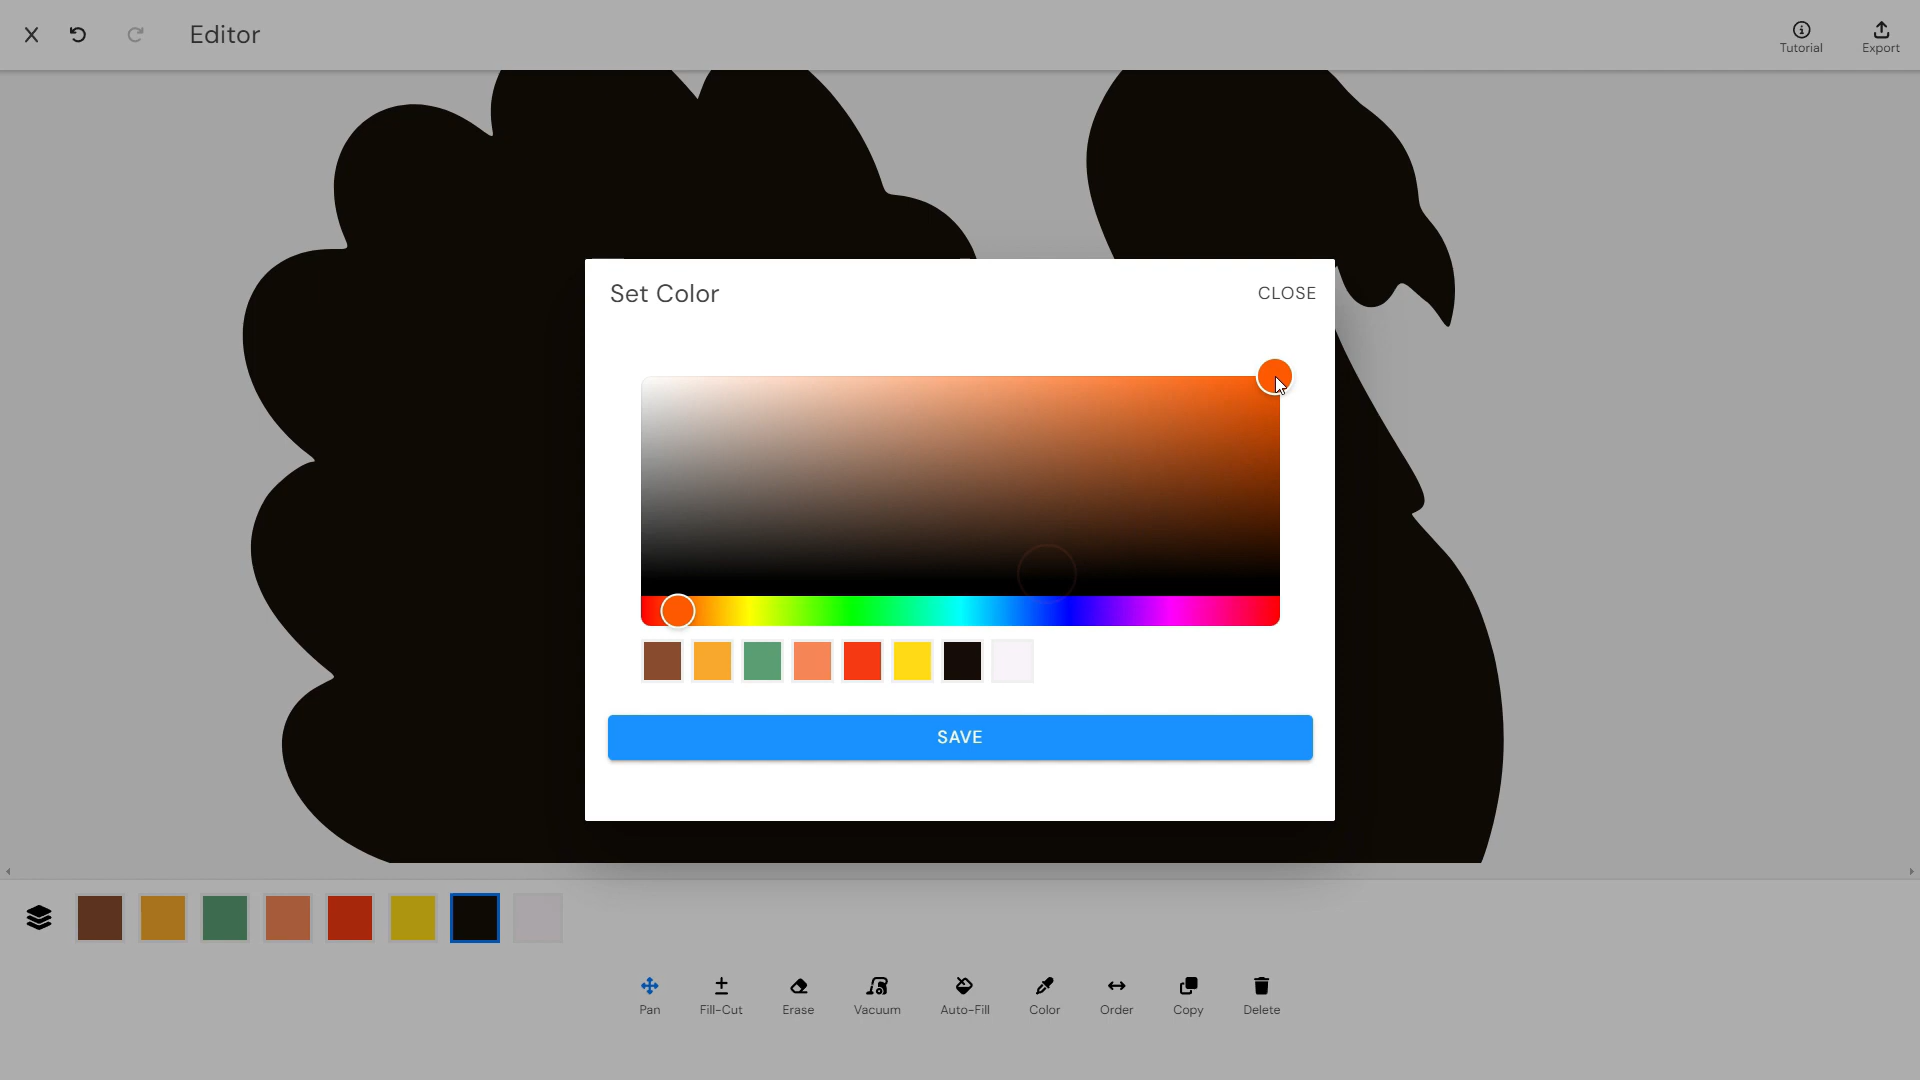 Editor
Tutorial
Export
Set Color
CLOSE
SAVE
Pan
Fill-Cut
Erase
Vacuum
Auto-Fill
Color
Order
Copy
Delete